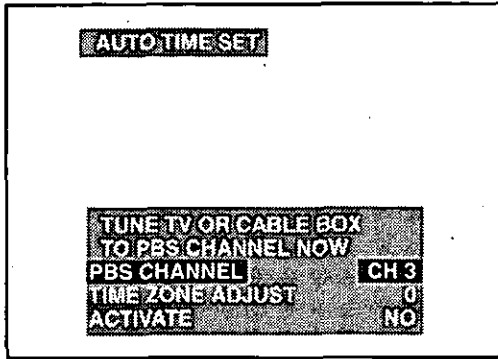 AUTO TIME SET
TUNE TV OR CABLE BOX
TO PBS CHANNEL NOW
PBS CHANNEL CH 3
TIME ZONE ADJUST 0
ACTIVATE NO